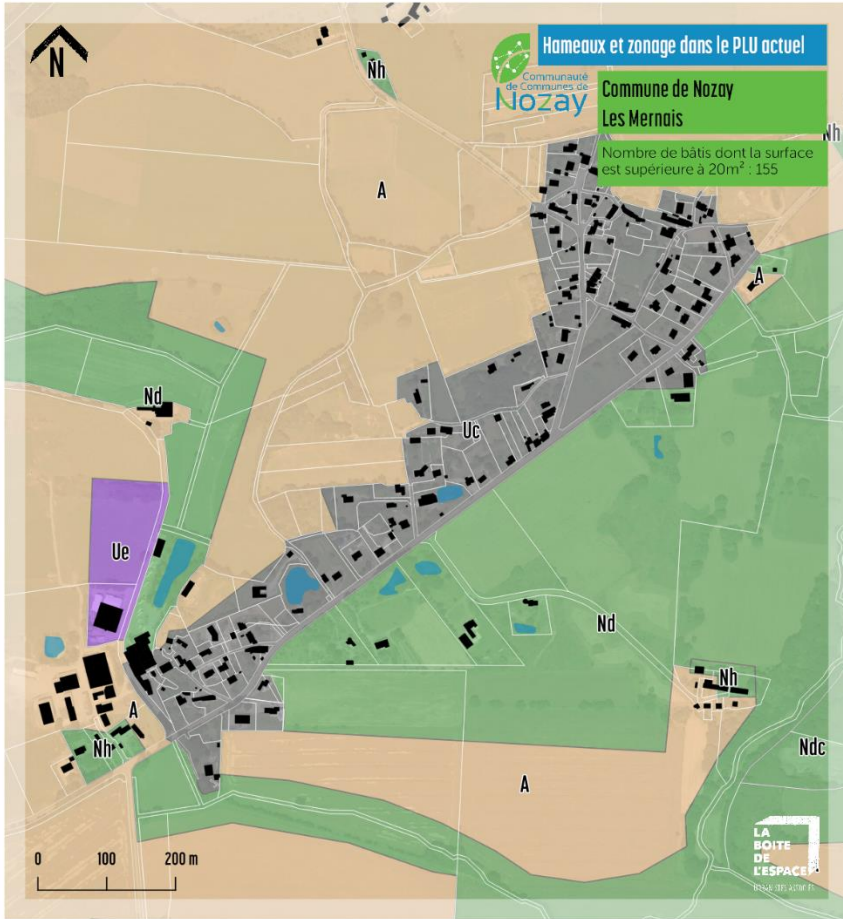 N
Communauté
de Communes de
Nozay
Hameaux et zonage dans le PLU actuel
Commune de Nozay
Les Mernais
Nombre de bâtis dont la surface
est supérieure à 20m² : 155
Nh
Nh
A
A
Nd
Uc
Ue
Nd
Nh
A
Nh
Ndc
A
0 100 200 m
LA
BOITE
DE
L'ESPACE